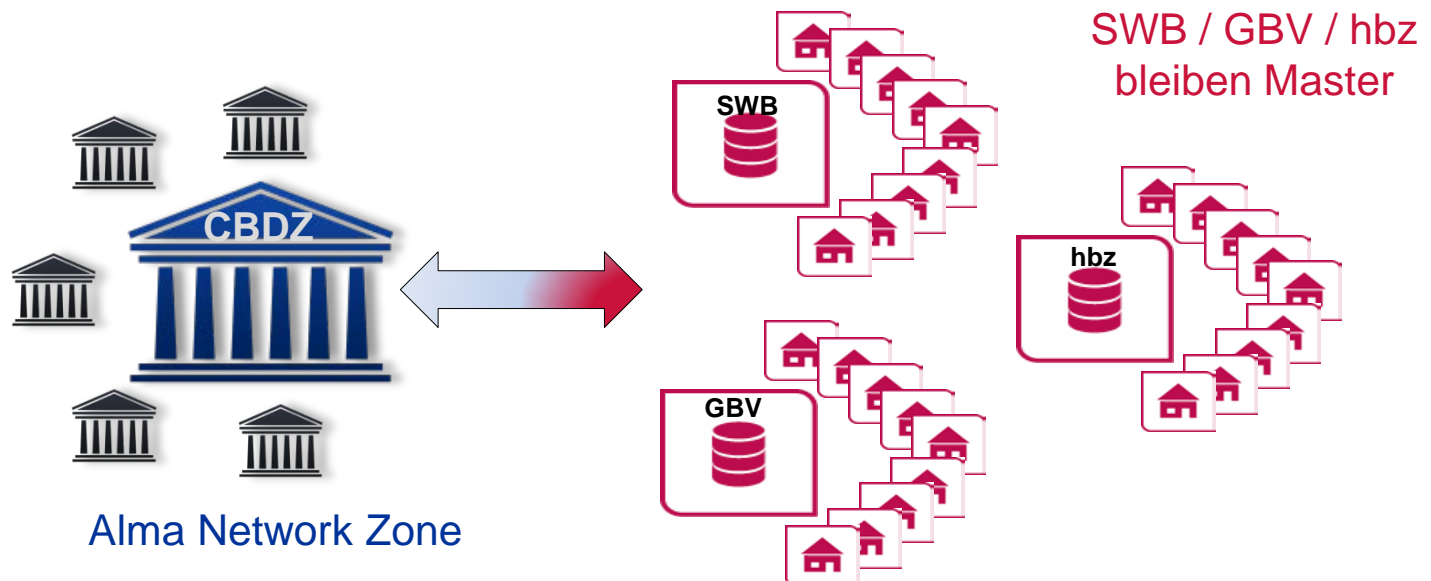 SWB / GBV / hbz
bleiben Master
SWB
CBDZ
hbz
GBV
Alma Network Zone